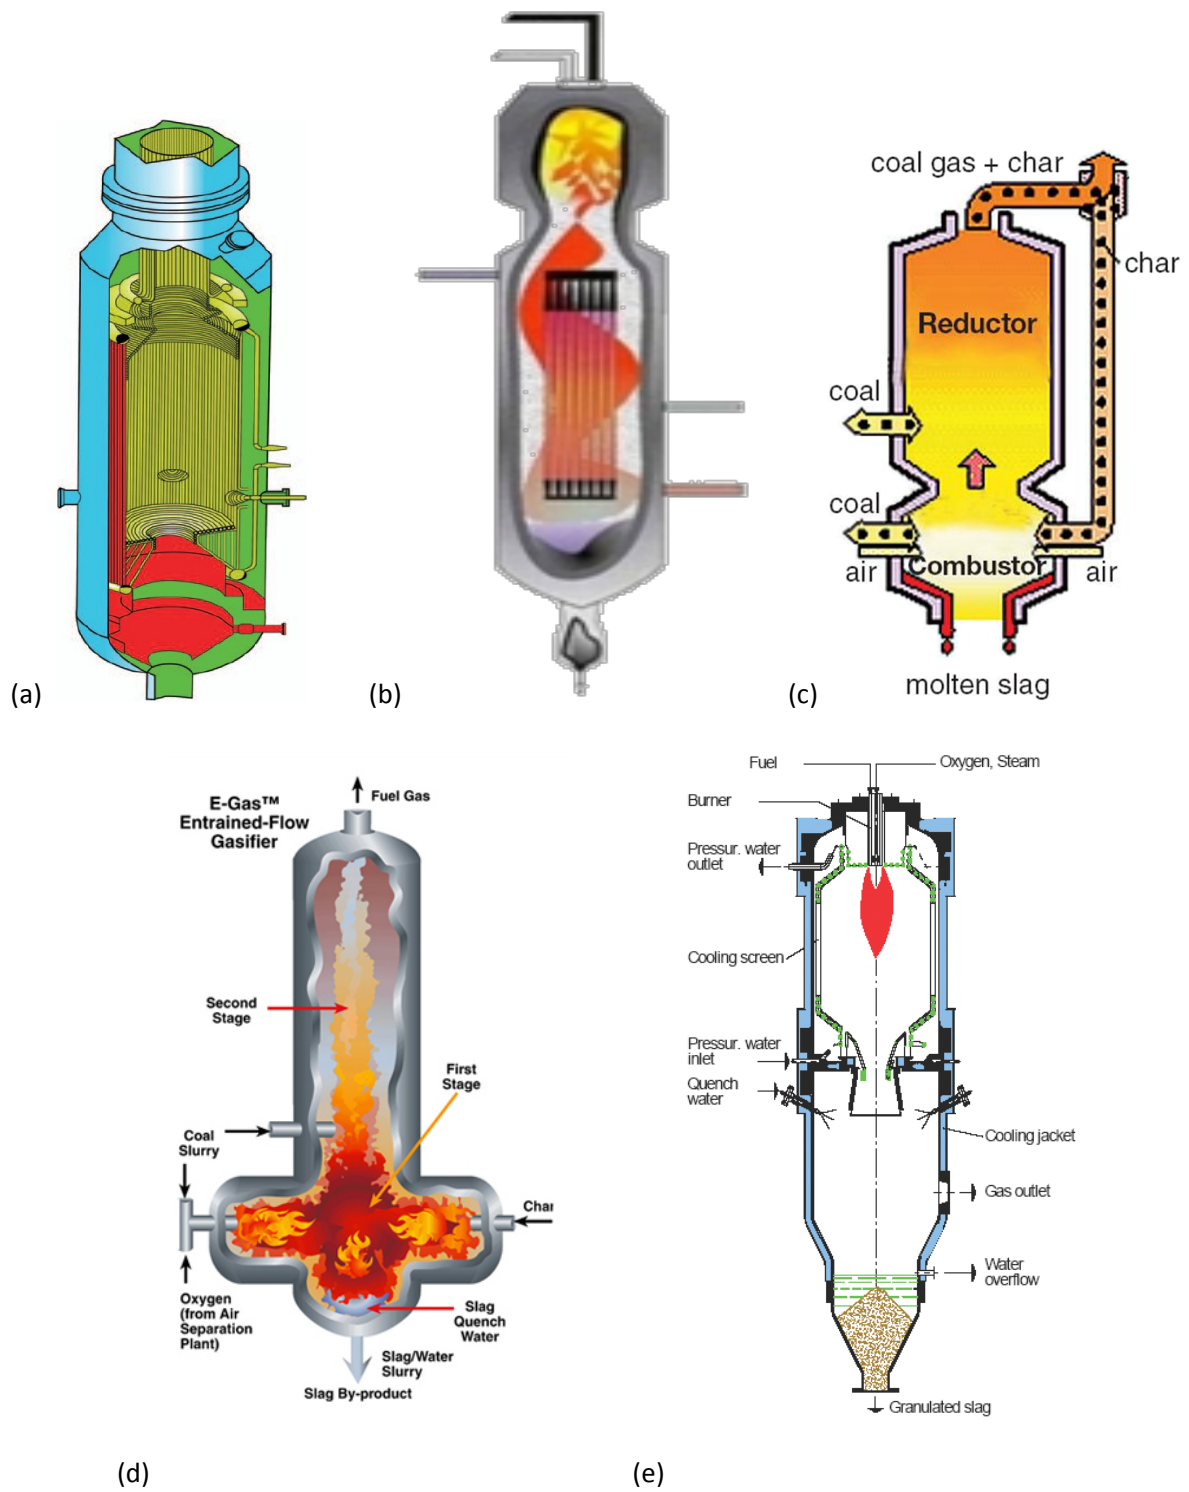 coal gas + char
char
Reductor
coal
coal
air
Combustor
air
molten slag
(a)
(b)
(c)
E-Gas™
Entrained-Flow
Gasifier
Fuel Gas
Second
Stage
First
Stage
Coal
Slurry
Char
Oxygen
(from Air
Separation
Plant)
Slag
Quench
Water
Slag/Water
Slurry
Slag By-product
Fuel
Oxygen, Steam
Burner
Pressur. water
outlet
Cooling screen
Pressur. water
inlet
Quench
water
Cooling jacket
Gas outlet
Water
overflow
Granulated slag
(d)
(e)